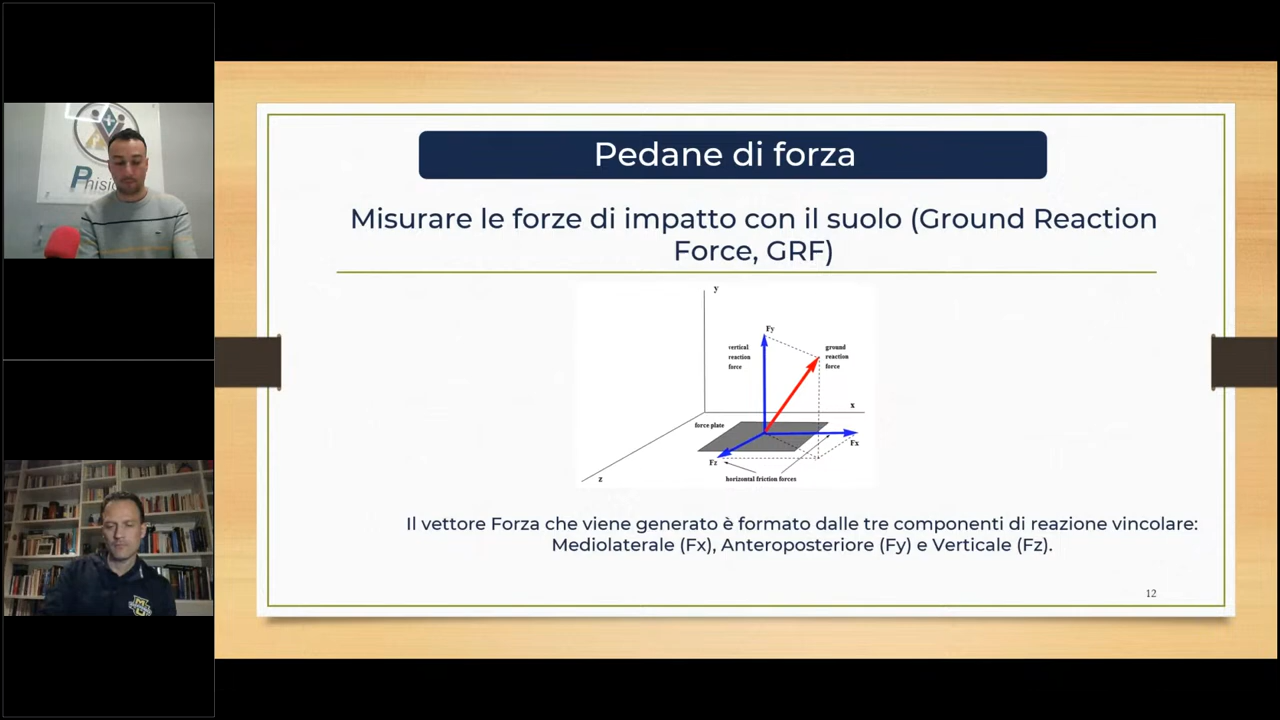 Phisio
Pedane di forza
Misurare le forze di impatto con il suolo (Ground Reaction
Force, GRF)
y
Fy
vertical
reaction
force
ground
reaction
force
x
force plate
Fx
Fz
z
horizontal friction forces
Il vettore Forza che viene generato è formato dalle tre componenti di reazione vincolare:
Mediolaterale (Fx), Anteroposteriore (Fy) e Verticale (Fz).
12